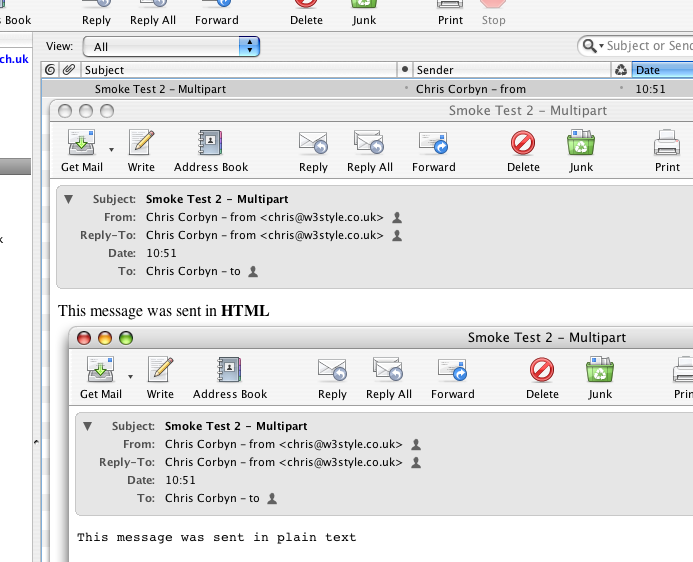 Book Reply Reply All Forward Delete Junk Print Stop
View: All Subject or Send
ch.uk
Subject Sender Date
Smoke Test 2 – Multipart Chris Corbyn – from 10:51
Smoke Test 2 – Multipart
Get Mail Write Address Book Reply Reply All Forward Delete Junk Print
Subject: Smoke Test 2 – Multipart
From: Chris Corbyn – from <chris@w3style.co.uk>
Reply-To: Chris Corbyn – from <chris@w3style.co.uk>
k
Date: 10:51
To: Chris Corbyn – to
This message was sent in HTML
Smoke Test 2 – Multipart
Get Mail Write Address Book Reply Reply All Forward Delete Junk Prin
Subject: Smoke Test 2 – Multipart
From: Chris Corbyn – from <chris@w3style.co.uk>
Reply-To: Chris Corbyn – from <chris@w3style.co.uk>
Date: 10:51
To: Chris Corbyn – to
This message was sent in plain text